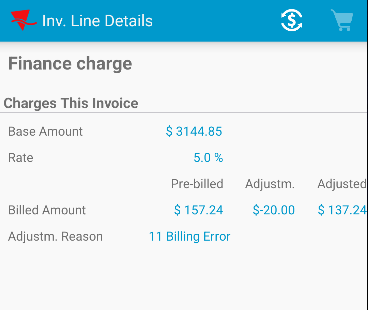 Inv. Line Details
Finance charge
Charges This Invoice
Base Amount $ 3144.85
Rate 5.0 %
Pre-billed Adjustm. Adjusted
Billed Amount $ 157.24 $-20.00 $ 137.24
Adjustm. Reason 11 Billing Error